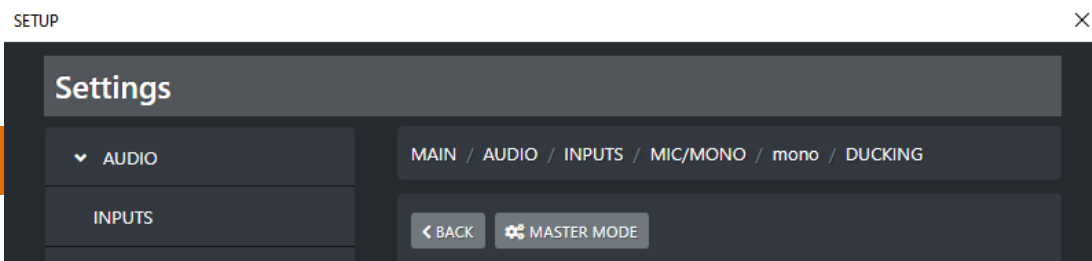 SETUP
Settings
AUDIO
MAIN / AUDIO / INPUTS / MIC/MONO / mono / DUCKING
INPUTS
BACK MASTER MODE